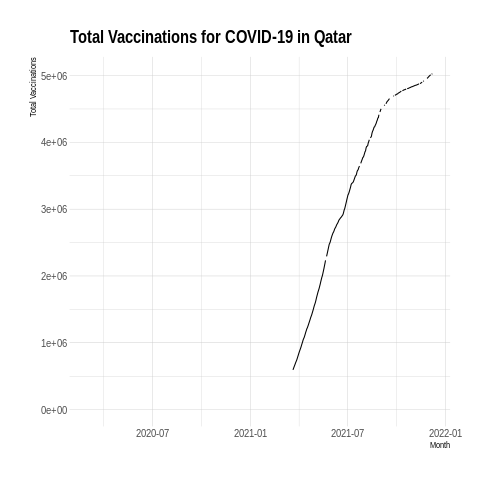 Total Vaccinations for COVID-19 in Qatar
Total Vaccinations
5e+06
4e+06
3e+06
2e+06
1e+06
0e+00
2020-07 2021-01 2021-07 2022-01
Month